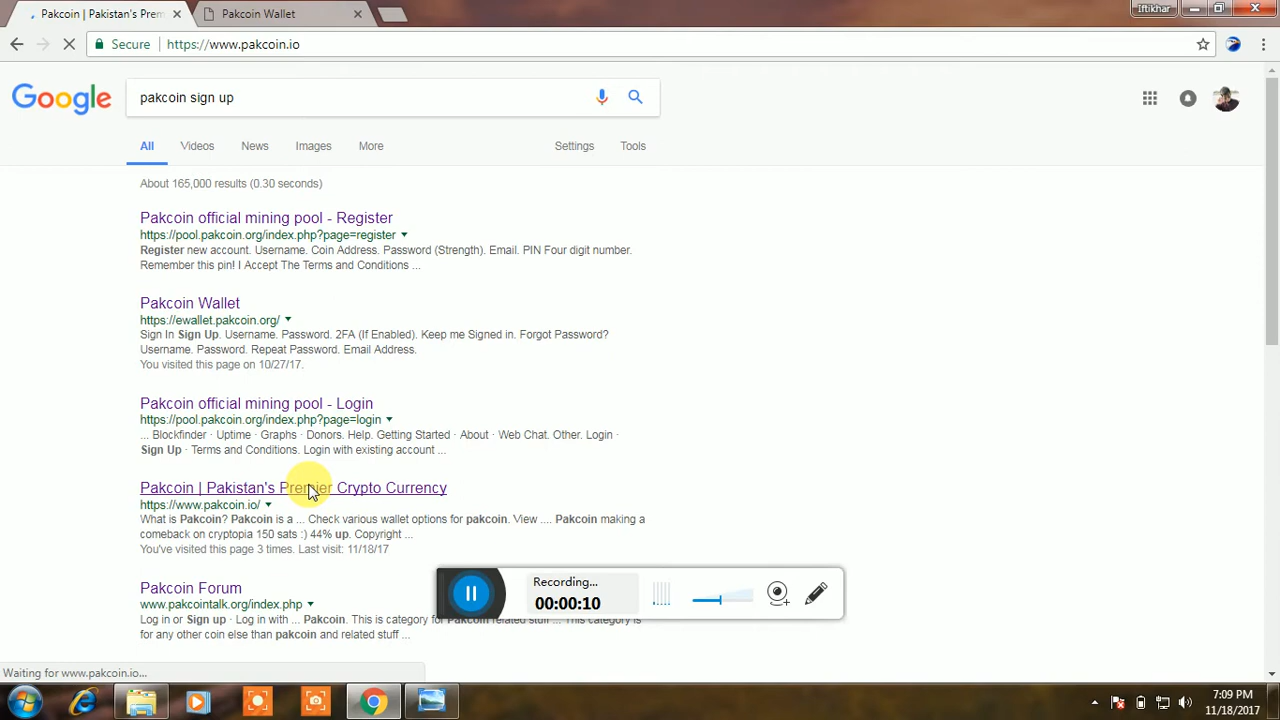 Pakcoin | Pakistan's Prem
Pakcoin Wallet
Iftikhar
Secure
https://www.pakcoin.io
Google
pakcoin sign up
All
Videos
News
Images
More
Settings
Tools
About 165,000 results (0.30 seconds)
Pakcoin official mining pool - Register
https://pool.pakcoin.org/index.php?page=register
Register new account. Username. Coin Address. Password (Strength). Email. PIN Four digit number.
Remember this pin! I Accept The Terms and Conditions ...
Pakcoin Wallet
https://ewallet.pakcoin.org/
Sign In Sign Up. Username. Password. 2FA (If Enabled). Keep me Signed in. Forgot Password?
Username. Password. Repeat Password. Email Address.
You visited this page on 10/27/17.
Pakcoin official mining pool - Login
https://pool.pakcoin.org/index.php?page=login
... Blockfinder · Uptime · Graphs · Donors. Help. Getting Started · About · Web Chat. Other. Login ·
Sign Up · Terms and Conditions. Login with existing account ...
Pakcoin | Pakistan's Premier Crypto Currency
https://www.pakcoin.io/
What is Pakcoin? Pakcoin is a ... Check various wallet options for pakcoin. View .... Pakcoin making a
comeback on cryptopia 150 sats :) 44% up. Copyright ...
You've visited this page 3 times. Last visit: 11/18/17
Pakcoin Forum
www.pakcointalk.org/index.php
Log in or Sign up · Log in with ... Pakcoin. This is category for Pakcoin related stuff ... This category is
for any other coin else than pakcoin and related stuff ...
Recording...
00:00:10
Waiting for www.pakcoin.io...
7:09 PM
11/18/2017